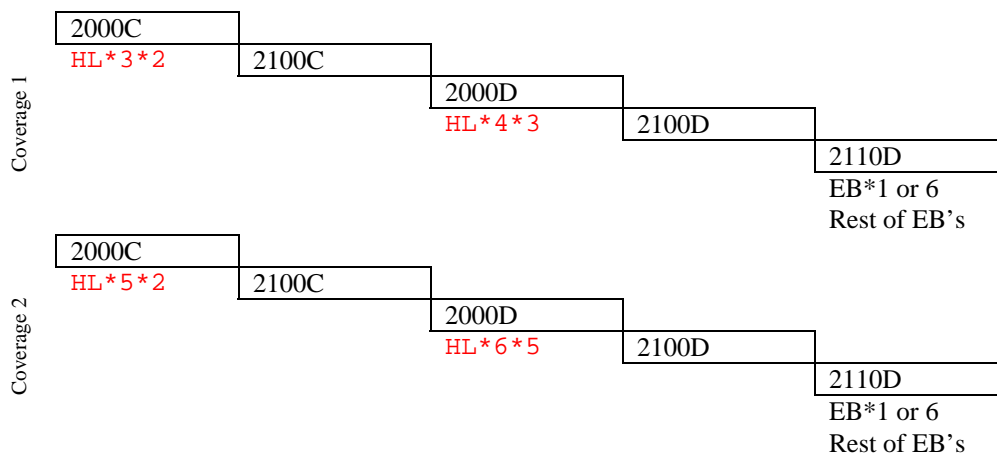 Coverage 1
2000C
HL*3*2
2100C
2000D
HL*4*3
2100D
2110D
EB*1 or 6
Rest of EB’s
Coverage 2
2000C
HL*5*2
2100C
2000D
HL*6*5
2100D
2110D
EB*1 or 6
Rest of EB’s